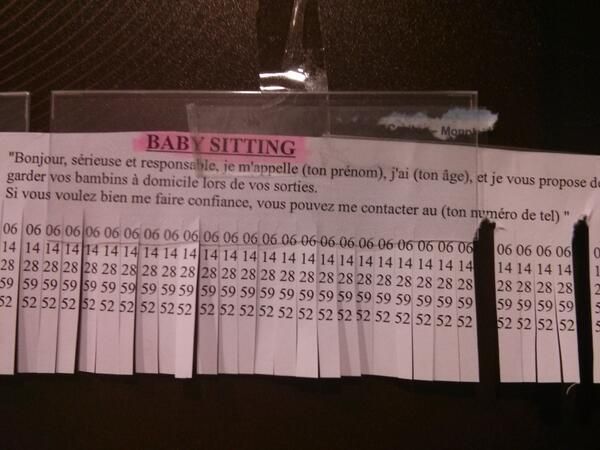 BABY SITTING
"Bonjour, sérieuse et responsable, je m'appelle (ton prénom), j'ai (ton âge), et je vous propose de
garder vos bambins à domicile lors de vos sorties.
Si vous voulez bien me faire confiance, vous pouvez me contacter au (ton numéro de tel) "
06 06 06 06 06 06 06 06 06 06 06 06 06 06 06 06 06 06 06 06 06 06 06 06 06 06 06 06
14 14 14 14 14 14 14 14 14 14 14 14 14 14 14 14 14 14 14 14 14 14 14 14 14 14 14 14
28 28 28 28 28 28 28 28 28 28 28 28 28 28 28 28 28 28 28 28 28 28 28 28 28 28 28 28
59 59 59 59 59 59 59 59 59 59 59 59 59 59 59 59 59 59 59 59 59 59 59 59 59 59 59 59
52 52 52 52 52 52 52 52 52 52 52 52 52 52 52 52 52 52 52 52 52 52 52 52 52 52 52 52